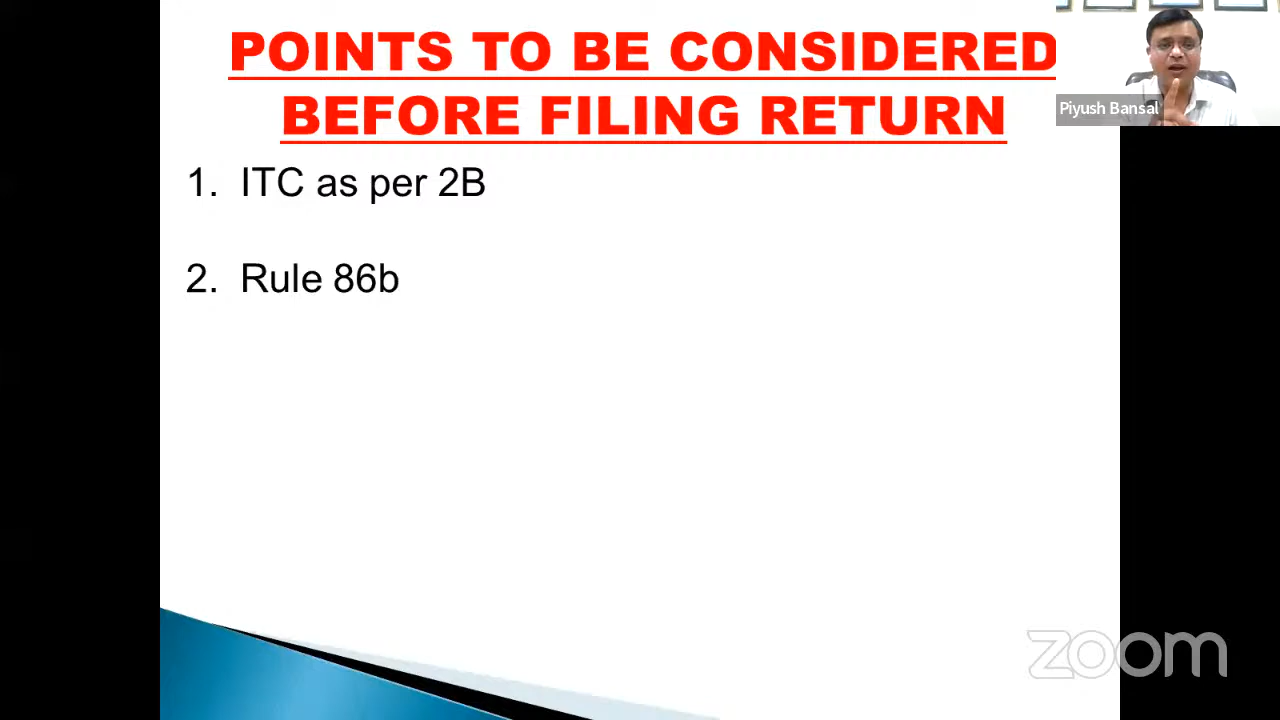 POINTS TO BE CONSIDERED
BEFORE FILING RETURN
Piyush Bansal
1. ITC as per 2B
2. Rule 86b
zoom